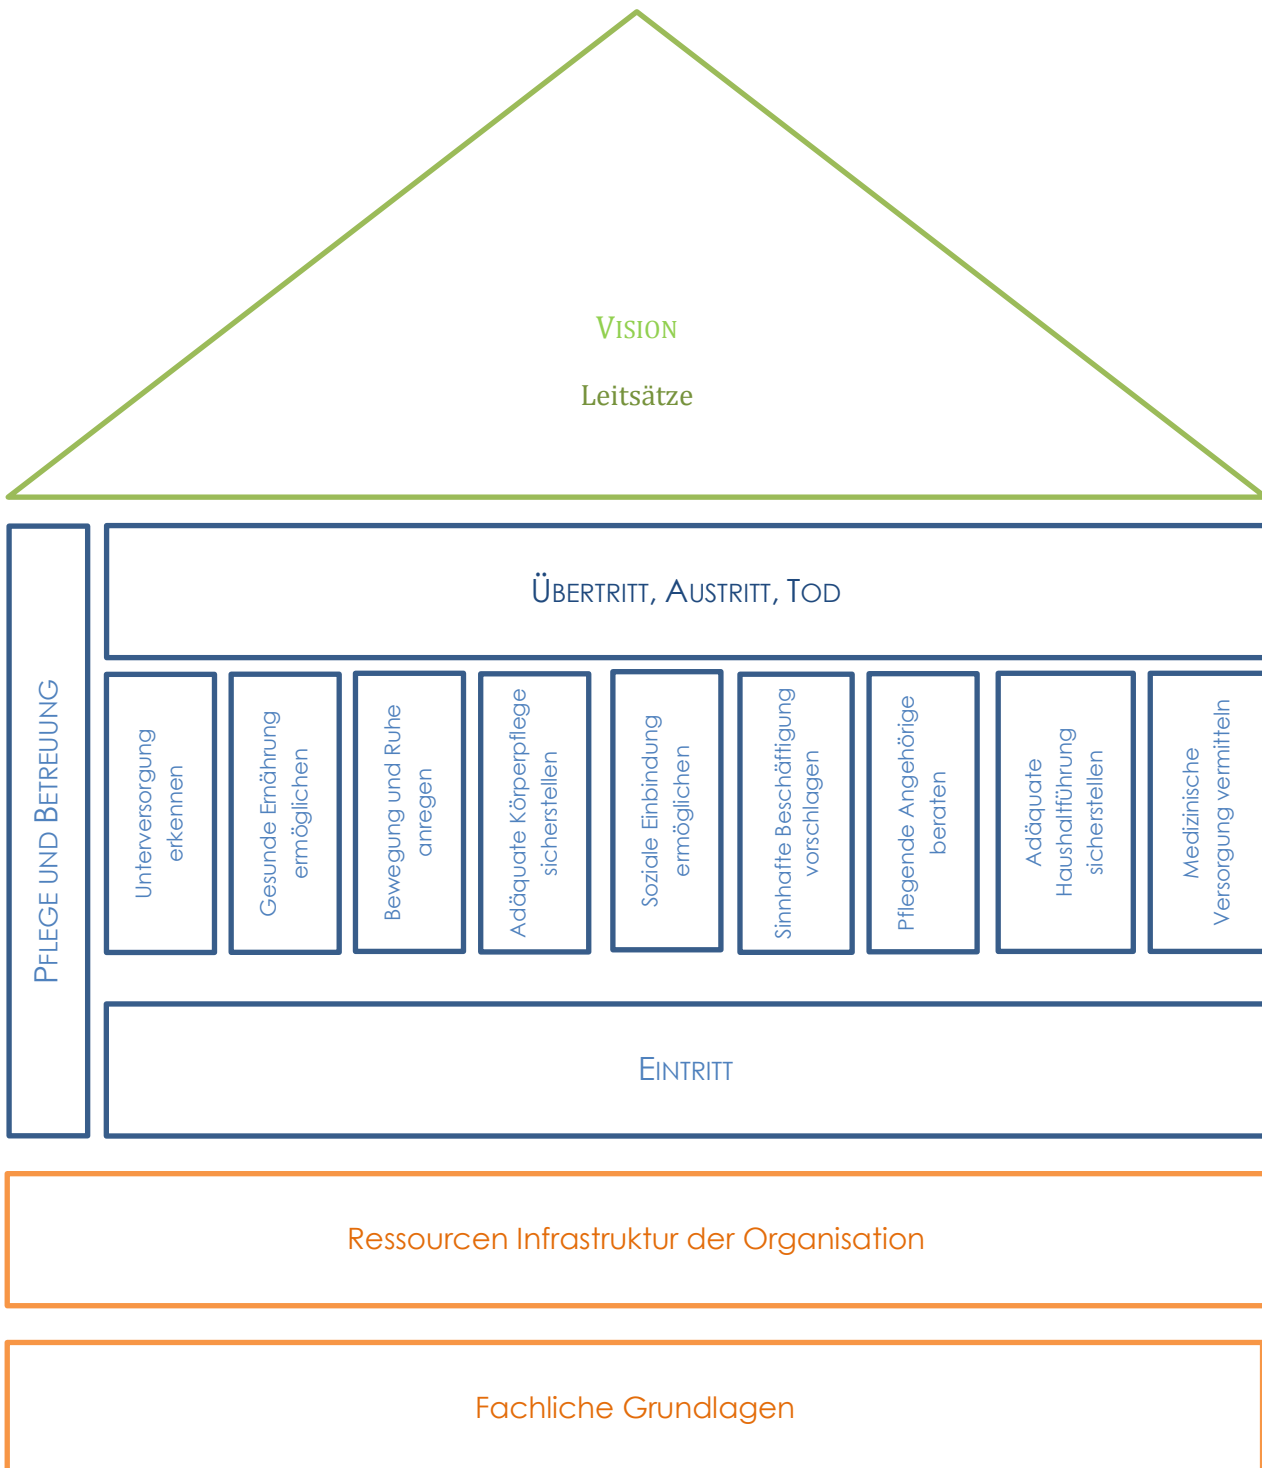 VISION
Leitsätze
ÜBERTRITT, AUSTRITT, TOD
PFLEGE UND BETREUUNG
Unterversorgung
erkennen
Gesunde Ernährung
ermöglichen
Bewegung und Ruhe
anregen
Adäquate Körperpflege
sicherstellen
Soziale Einbindung
ermöglichen
Sinnhafte Beschäftigung
vorschlagen
Pflegende Angehörige
beraten
Adäquate
Haushaltführung
sicherstellen
Medizinische
Versorgung vermitteln
EINTRITT
Ressourcen Infrastruktur der Organisation
Fachliche Grundlagen